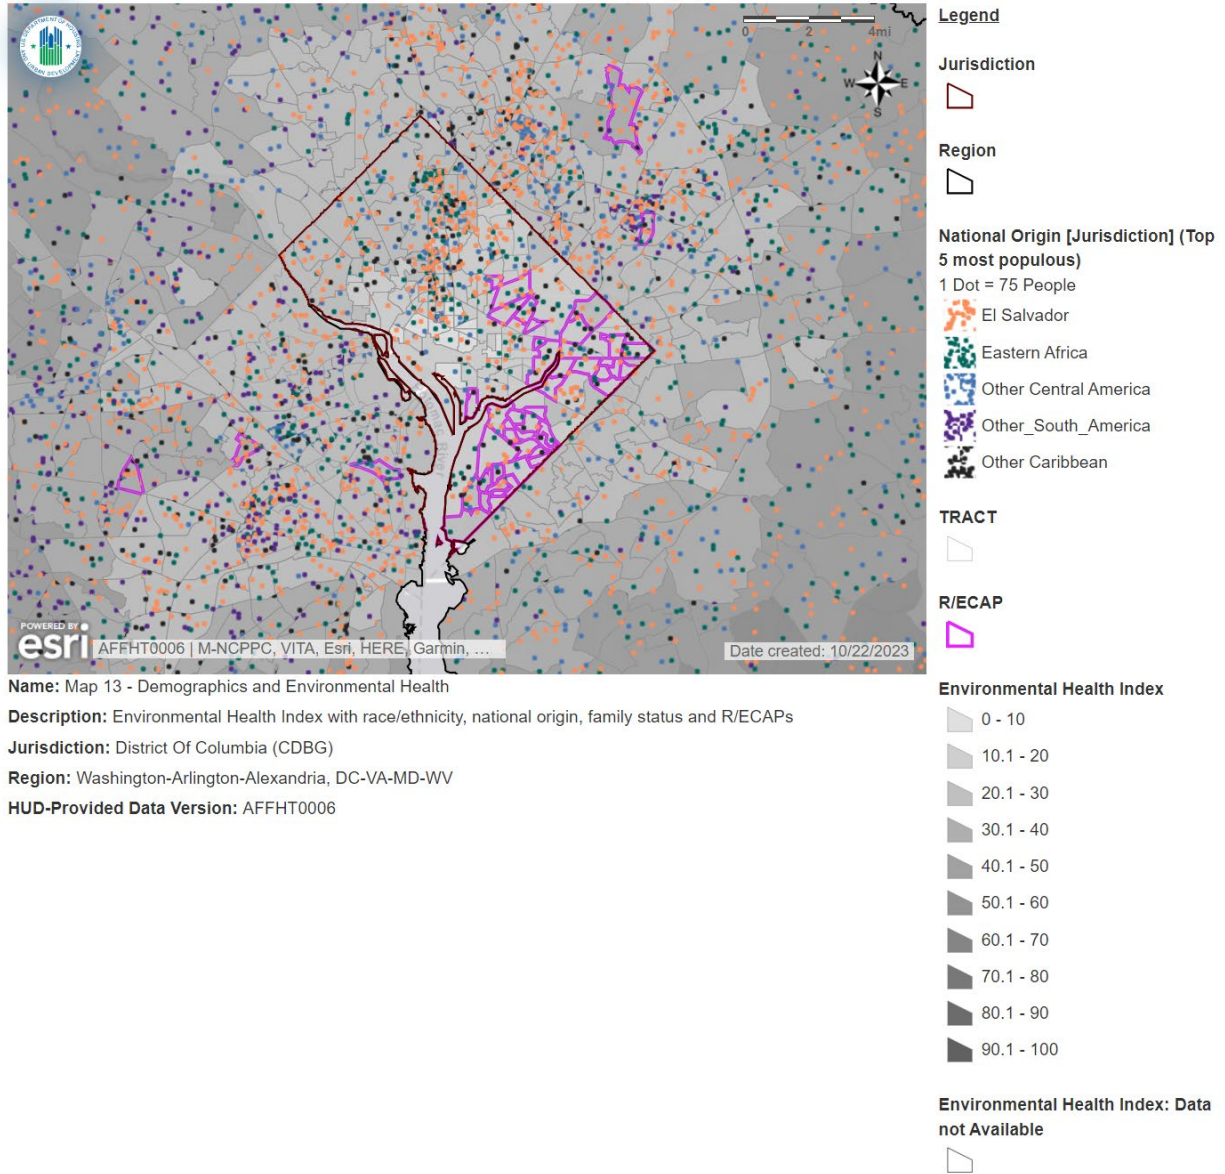 U.S. DEPARTMENT OF HOUSING AND URBAN DEVELOPMENT
0 2 4mi
N
W E
S
POWERED BY
esri
AFFHT0006 | M-NCPPC, VITA, Esri, HERE, Garmin, ...
Date created: 10/22/2023
Name: Map 13 - Demographics and Environmental Health
Description: Environmental Health Index with race/ethnicity, national origin, family status and R/ECAPs
Jurisdiction: District Of Columbia (CDBG)
Region: Washington-Arlington-Alexandria, DC-VA-MD-WV
HUD-Provided Data Version: AFFHT0006
Legend
Jurisdiction
Region
National Origin [Jurisdiction] (Top
5 most populous)
1 Dot = 75 People
El Salvador
Eastern Africa
Other Central America
Other_South_America
Other Caribbean
TRACT
R/ECAP
Environmental Health Index
0 - 10
10.1 - 20
20.1 - 30
30.1 - 40
40.1 - 50
50.1 - 60
60.1 - 70
70.1 - 80
80.1 - 90
90.1 - 100
Environmental Health Index: Data
not Available